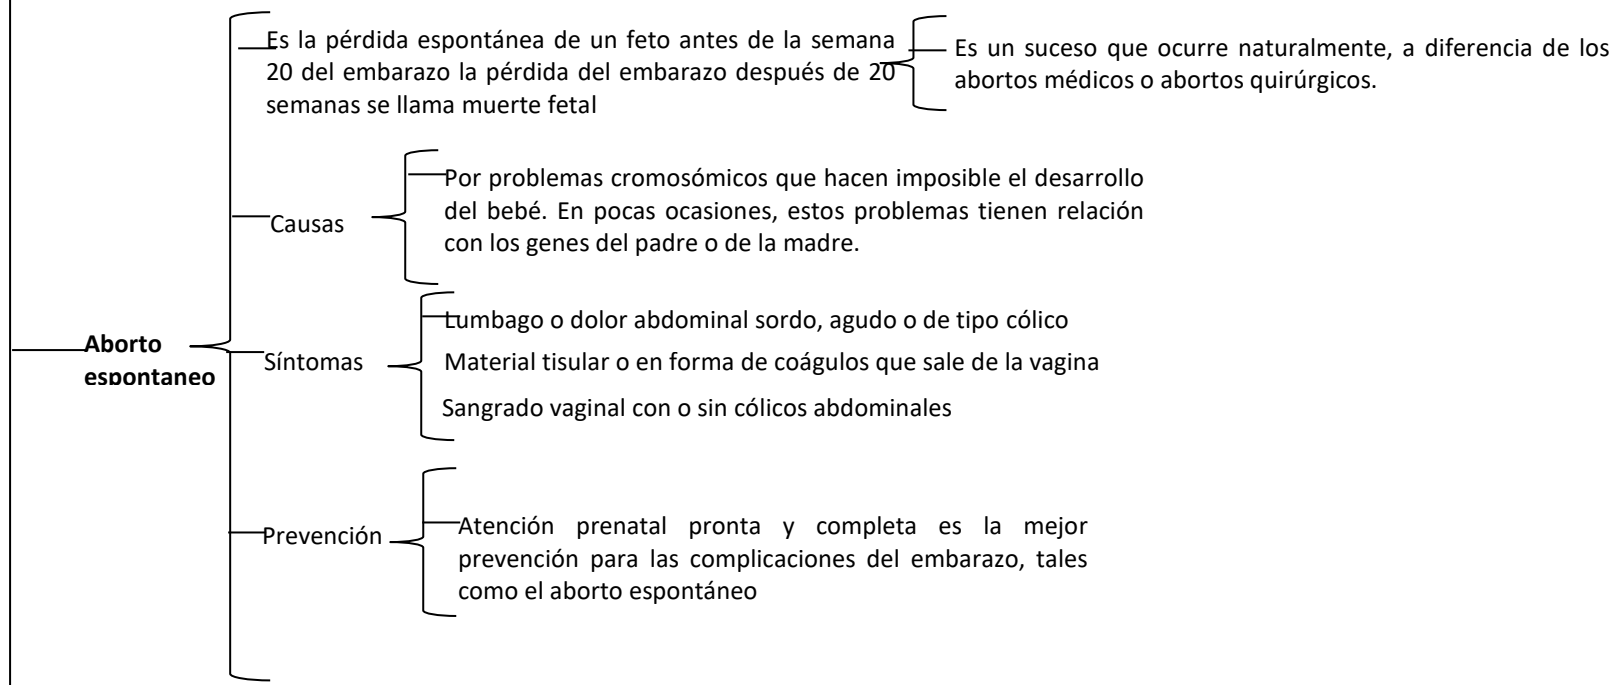 Es la pérdida espontánea de un feto antes de la semana
20 del embarazo la pérdida del embarazo después de 20
semanas se llama muerte fetal
Es un suceso que ocurre naturalmente, a diferencia de los
abortos médicos o abortos quirúrgicos.
Causas
Por problemas cromosómicos que hacen imposible el desarrollo
del bebé. En pocas ocasiones, estos problemas tienen relación
con los genes del padre o de la madre.
Aborto
espontaneo
Síntomas
Lumbago o dolor abdominal sordo, agudo o de tipo cólico
Material tisular o en forma de coágulos que sale de la vagina
Sangrado vaginal con o sin cólicos abdominales
Prevención
Atención prenatal pronta y completa es la mejor
prevención para las complicaciones del embarazo, tales
como el aborto espontáneo